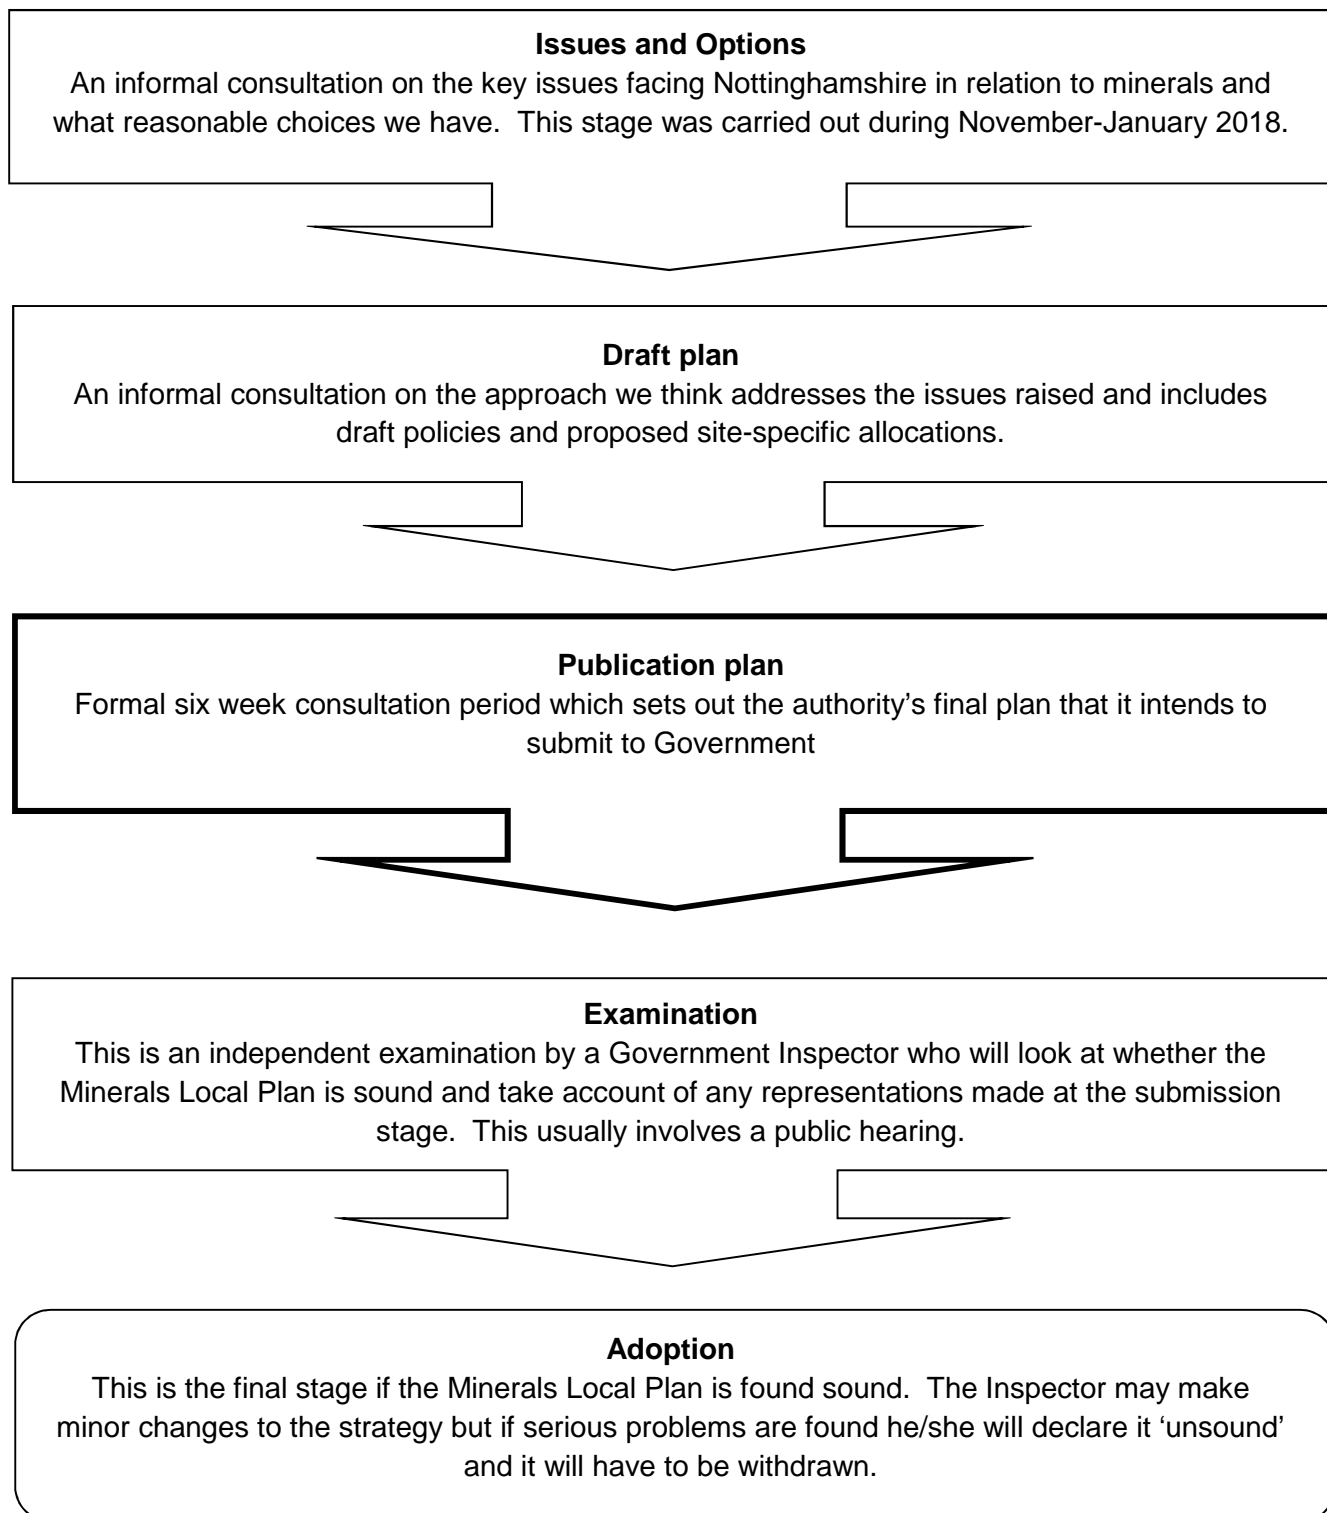 Issues and Options
An informal consultation on the key issues facing Nottinghamshire in relation to minerals and
what reasonable choices we have.  This stage was carried out during November-January 2018.
Draft plan
An informal consultation on the approach we think addresses the issues raised and includes
draft policies and proposed site-specific allocations.
Publication plan
Formal six week consultation period which sets out the authority’s final plan that it intends to
submit to Government
Examination
This is an independent examination by a Government Inspector who will look at whether the
Minerals Local Plan is sound and take account of any representations made at the submission
stage.  This usually involves a public hearing.
Adoption
This is the final stage if the Minerals Local Plan is found sound.  The Inspector may make
minor changes to the strategy but if serious problems are found he/she will declare it ‘unsound’
and it will have to be withdrawn.